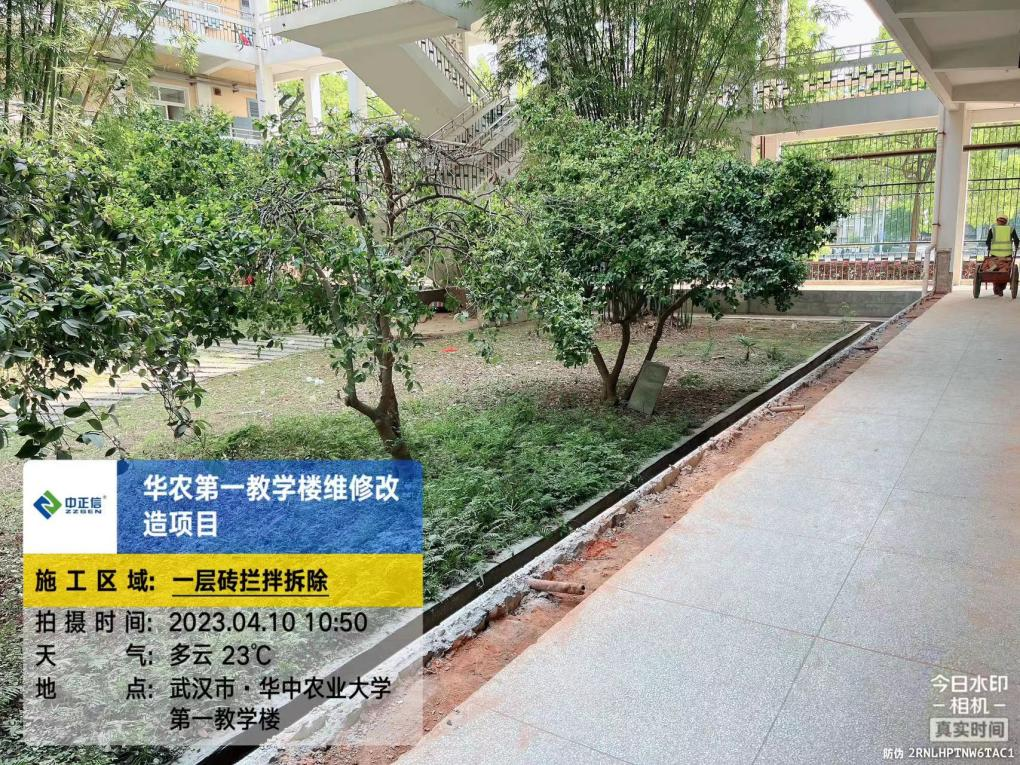 中正信®
ZZSEN
华农第一教学楼维修改
造项目
施工区域: 一层砖拦拌拆除
拍摄时间: 2023.04.10 10:50
天气: 多云 23℃
地点: 武汉市·华中农业大学
第一教学楼
今日水印
-相机-
真实时间
防伪 2RNLHPTNW6TAC1